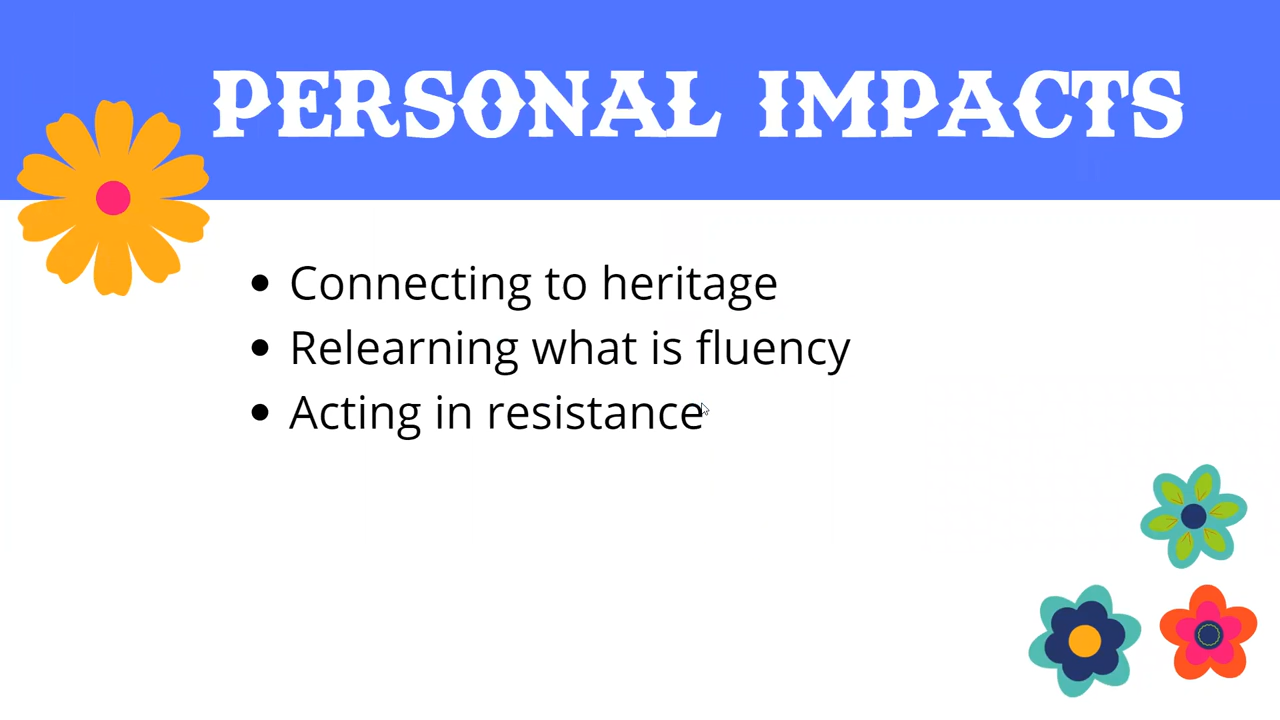 PERSONAL IMPACTS
• Connecting to heritage
• Relearning what is fluency
• Acting in resistance